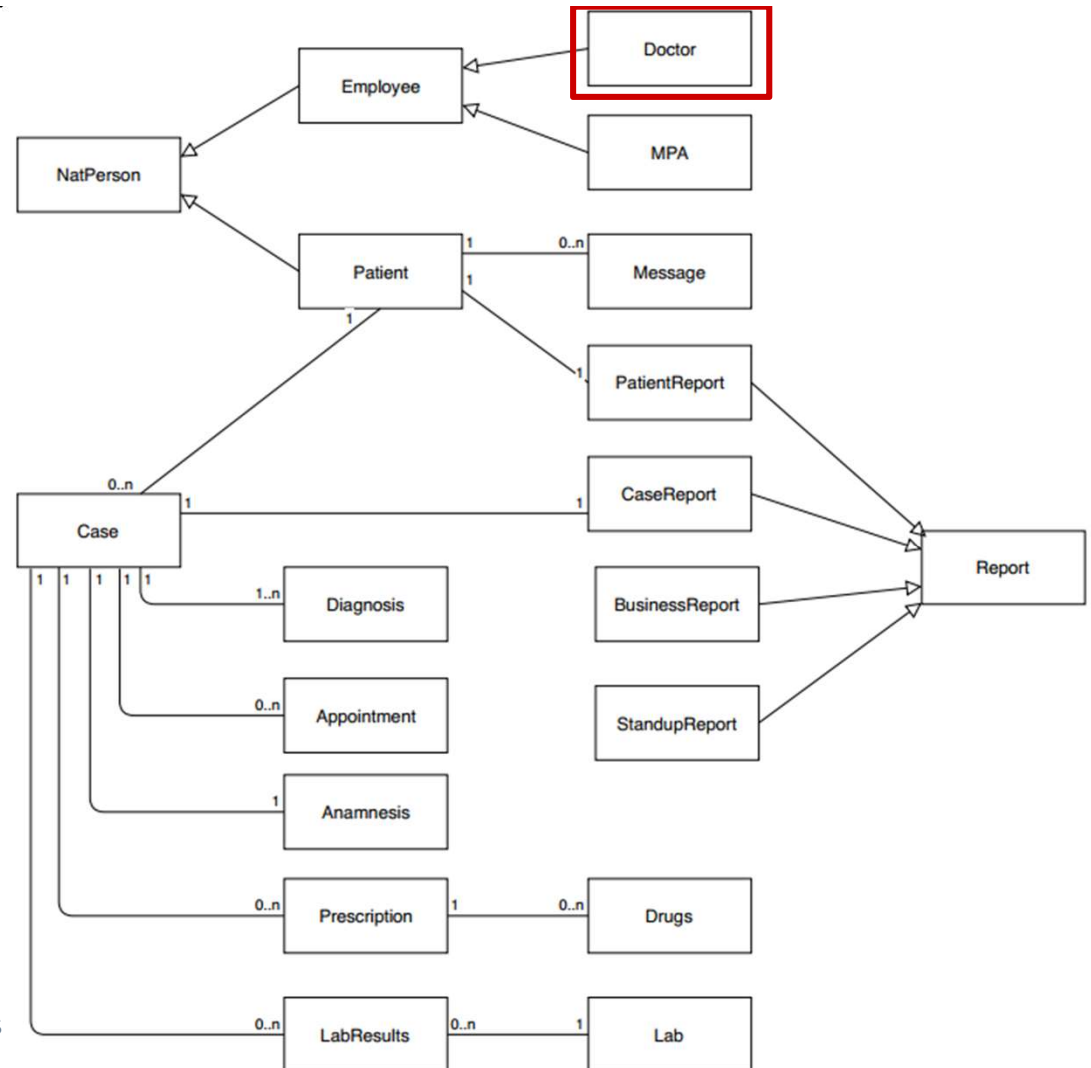 Doctor
Employee
MPA
NatPerson
Patient
1
0..n
Message
1
1
1
PatientReport
0..n
1
1
CaseReport
Case
Report
1
1
1
1
1
1..n
Diagnosis
BusinessReport
0..n
Appointment
StandupReport
1
Anamnesis
0..n
Prescription
1
0..n
Drugs
0..n
LabResults
0..n
1
Lab